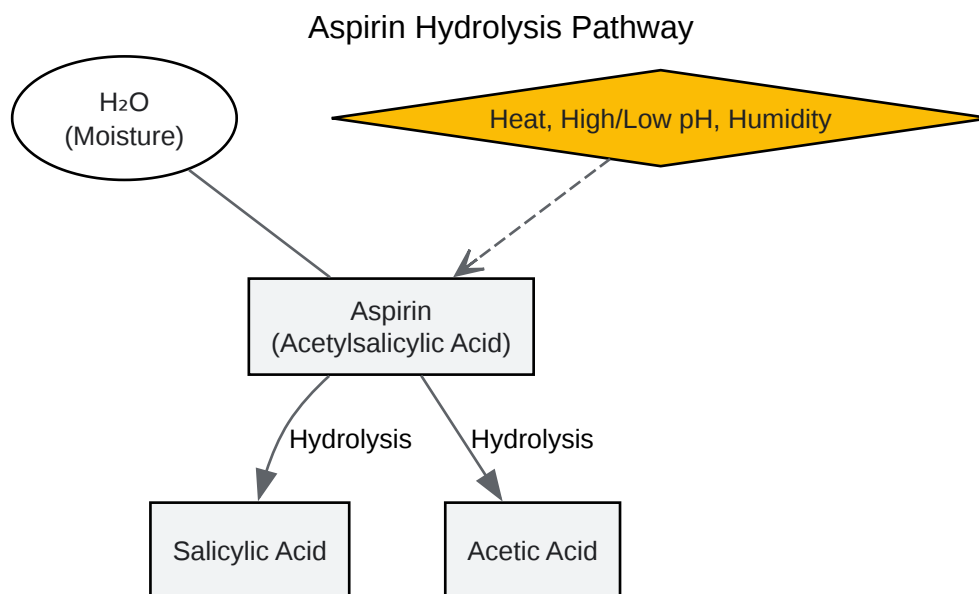 Aspirin Hydrolysis Pathway
H₂O
(Moisture)
Heat, High/Low pH, Humidity
Aspirin
(Acetylsalicylic Acid)
Hydrolysis
Hydrolysis
Salicylic Acid
Acetic Acid